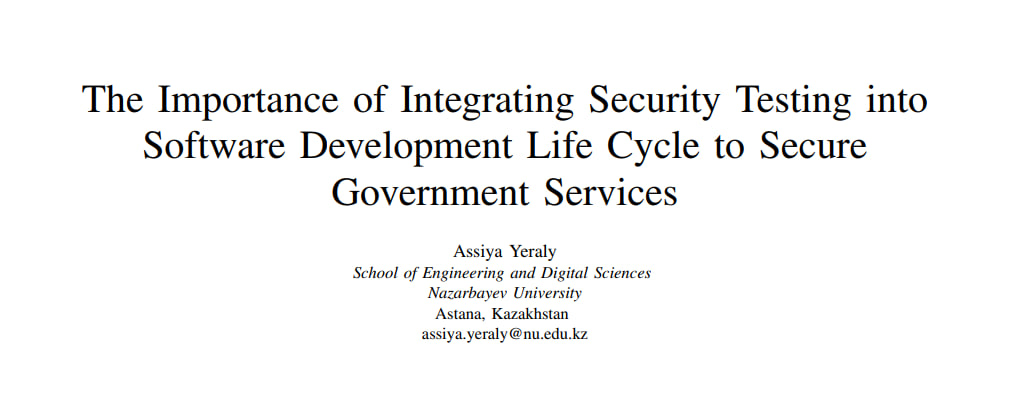 The Importance of Integrating Security Testing into
Software Development Life Cycle to Secure
Government Services
Assiya Yeraly
School of Engineering and Digital Sciences
Nazarbayev University
Astana, Kazakhstan
assiya.yeraly@nu.edu.kz